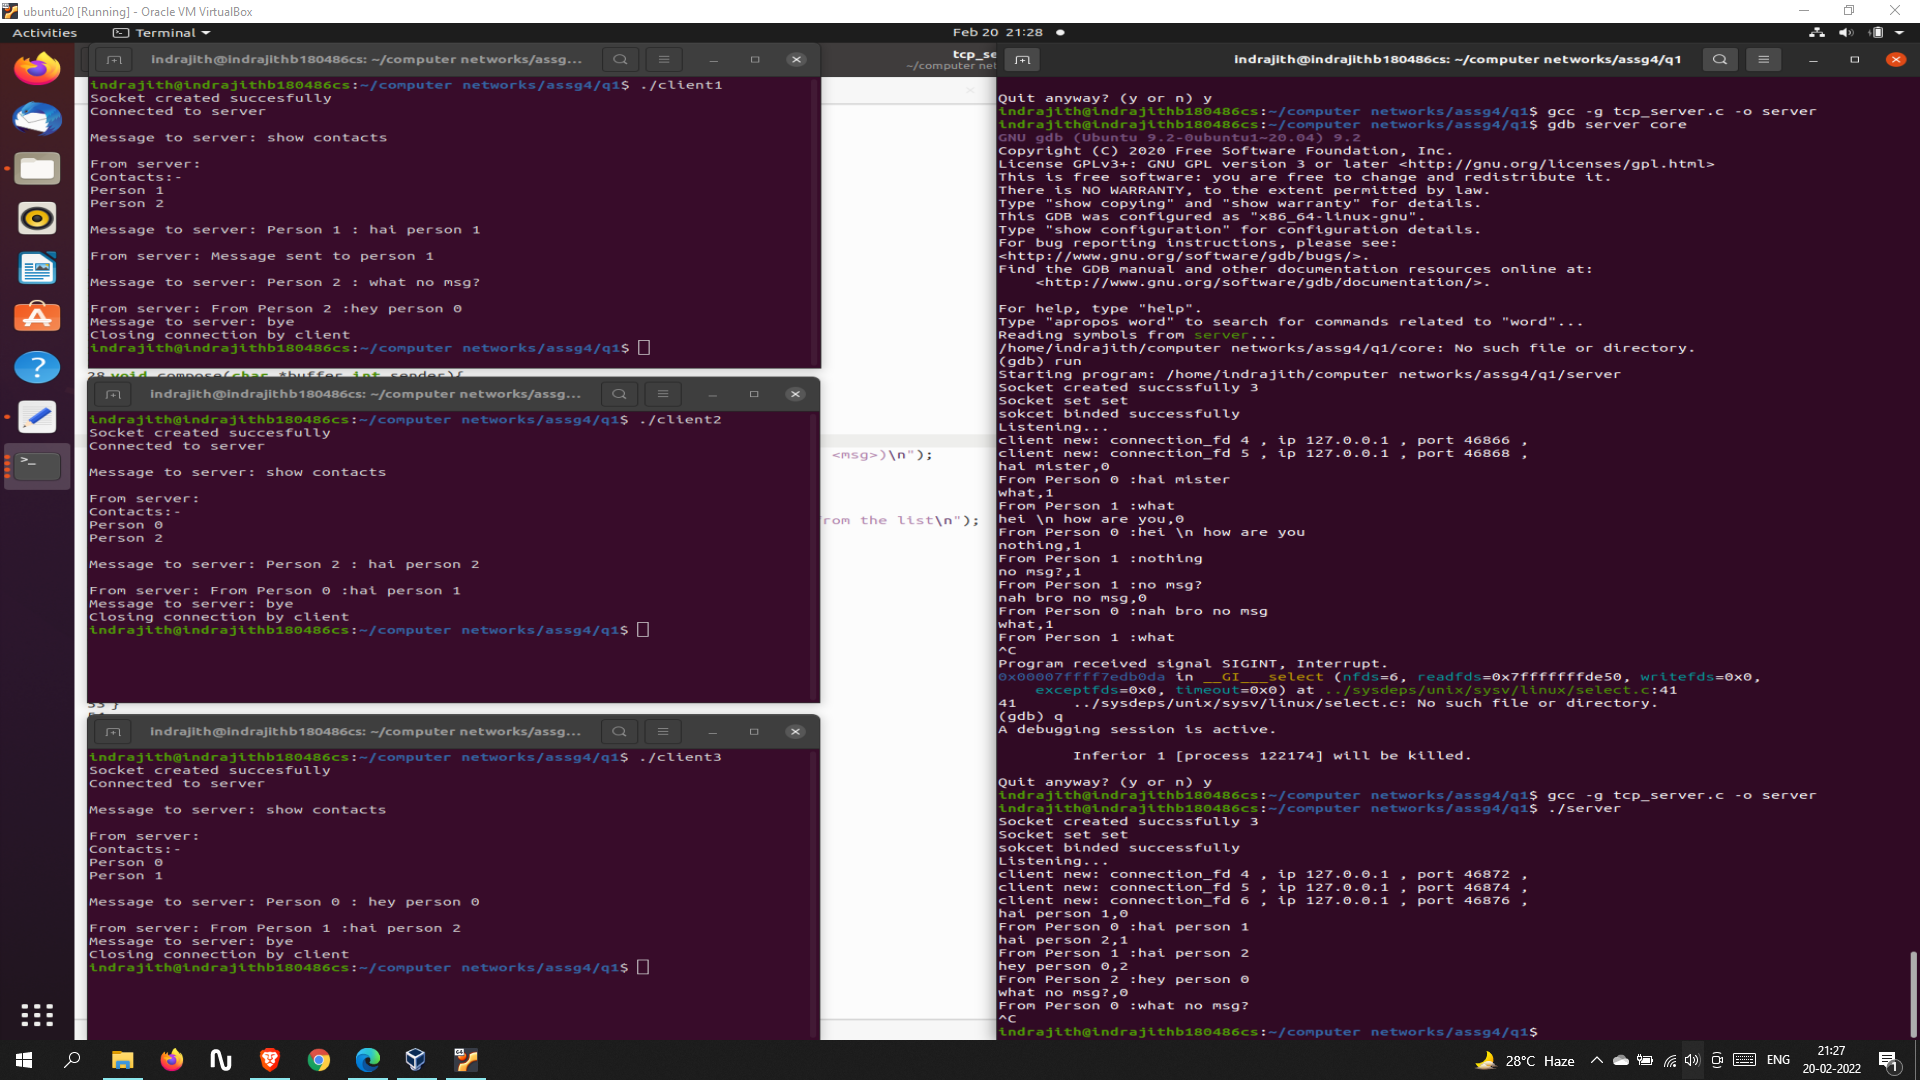 ubuntu20 [Running] - Oracle VM VirtualBox
Activities
Terminal
Feb 20 21:28
indrajith@indrajithb180486cs: ~/computer networks/assg...
indrajith@indrajithb180486cs:~/computer networks/assg4/q1$ ./client1
Socket created succesfully
Connected to server
Message to server: show contacts
From server:
Contacts:-
Person 1
Person 2
Message to server: Person 1 : hai person 1
From server: Message sent to person 1
Message to server: Person 2 : what no msg?
From server: From Person 2 :hey person 0
Message to server: bye
Closing connection by client
indrajith@indrajithb180486cs:~/computer networks/assg4/q1$
28 void compose(char *buffer,int sender){
indrajith@indrajithb180486cs: ~/computer networks/assg...
indrajith@indrajithb180486cs:~/computer networks/assg4/q1$ ./client2
Socket created succesfully
Connected to server
Message to server: show contacts
From server:
Contacts:-
Person 0
Person 2
Message to server: Person 2 : hai person 2
From server: From Person 0 :hai person 1
Message to server: bye
Closing connection by client
indrajith@indrajithb180486cs:~/computer networks/assg4/q1$
53 }
indrajith@indrajithb180486cs: ~/computer networks/assg...
indrajith@indrajithb180486cs:~/computer networks/assg4/q1$ ./client3
Socket created succesfully
Connected to server
Message to server: show contacts
From server:
Contacts:-
Person 0
Person 1
Message to server: Person 0 : hey person 0
From server: From Person 1 :hai person 2
Message to server: bye
Closing connection by client
indrajith@indrajithb180486cs:~/computer networks/assg4/q1$
tcp_se
~/computer net
<msg>)\n");
rom the list\n");
indrajith@indrajithb180486cs: ~/computer networks/assg4/q1
Quit anyway? (y or n) y
indrajith@indrajithb180486cs:~/computer networks/assg4/q1$ gcc -g tcp_server.c -o server
indrajith@indrajithb180486cs:~/computer networks/assg4/q1$ gdb server core
GNU gdb (Ubuntu 9.2-0ubuntu1~20.04) 9.2
Copyright (C) 2020 Free Software Foundation, Inc.
License GPLv3+: GNU GPL version 3 or later <http://gnu.org/licenses/gpl.html>
This is free software: you are free to change and redistribute it.
There is NO WARRANTY, to the extent permitted by law.
Type "show copying" and "show warranty" for details.
This GDB was configured as "x86_64-linux-gnu".
Type "show configuration" for configuration details.
For bug reporting instructions, please see:
<http://www.gnu.org/software/gdb/bugs/>.
Find the GDB manual and other documentation resources online at:
<http://www.gnu.org/software/gdb/documentation/>.
For help, type "help".
Type "apropos word" to search for commands related to "word"...
Reading symbols from server...
/home/indrajith/computer networks/assg4/q1/core: No such file or directory.
(gdb) run
Starting program: /home/indrajith/computer networks/assg4/q1/server
Socket created succssfully 3
Socket set set
sokcet binded successfully
Listening...
client new: connection_fd 4 , ip 127.0.0.1 , port 46866 ,
client new: connection_fd 5 , ip 127.0.0.1 , port 46868 ,
hai mister,0
From Person 0 :hai mister
what,1
From Person 1 :what
hei \n how are you,0
From Person 0 :hei \n how are you
nothing,1
From Person 1 :nothing
no msg?,1
From Person 1 :no msg?
nah bro no msg,0
From Person 0 :nah bro no msg
what,1
From Person 1 :what
^C
Program received signal SIGINT, Interrupt.
0x00007ffff7edb0da in __GI___select (nfds=6, readfds=0x7fffffffde50, writefds=0x0,
exceptfds=0x0, timeout=0x0) at ../sysdeps/unix/sysv/linux/select.c:41
41 ../sysdeps/unix/sysv/linux/select.c: No such file or directory.
(gdb) q
A debugging session is active.
Inferior 1 [process 122174] will be killed.
Quit anyway? (y or n) y
indrajith@indrajithb180486cs:~/computer networks/assg4/q1$ gcc -g tcp_server.c -o server
indrajith@indrajithb180486cs:~/computer networks/assg4/q1$ ./server
Socket created succssfully 3
Socket set set
sokcet binded successfully
Listening...
client new: connection_fd 4 , ip 127.0.0.1 , port 46872 ,
client new: connection_fd 5 , ip 127.0.0.1 , port 46874 ,
client new: connection_fd 6 , ip 127.0.0.1 , port 46876 ,
hai person 1,0
From Person 0 :hai person 1
hai person 2,1
From Person 1 :hai person 2
hey person 0,2
From Person 2 :hey person 0
what no msg?,0
From Person 0 :what no msg?
^C
indrajith@indrajithb180486cs:~/computer networks/assg4/q1$
28°C Haze
ENG
21:27
20-02-2022
1